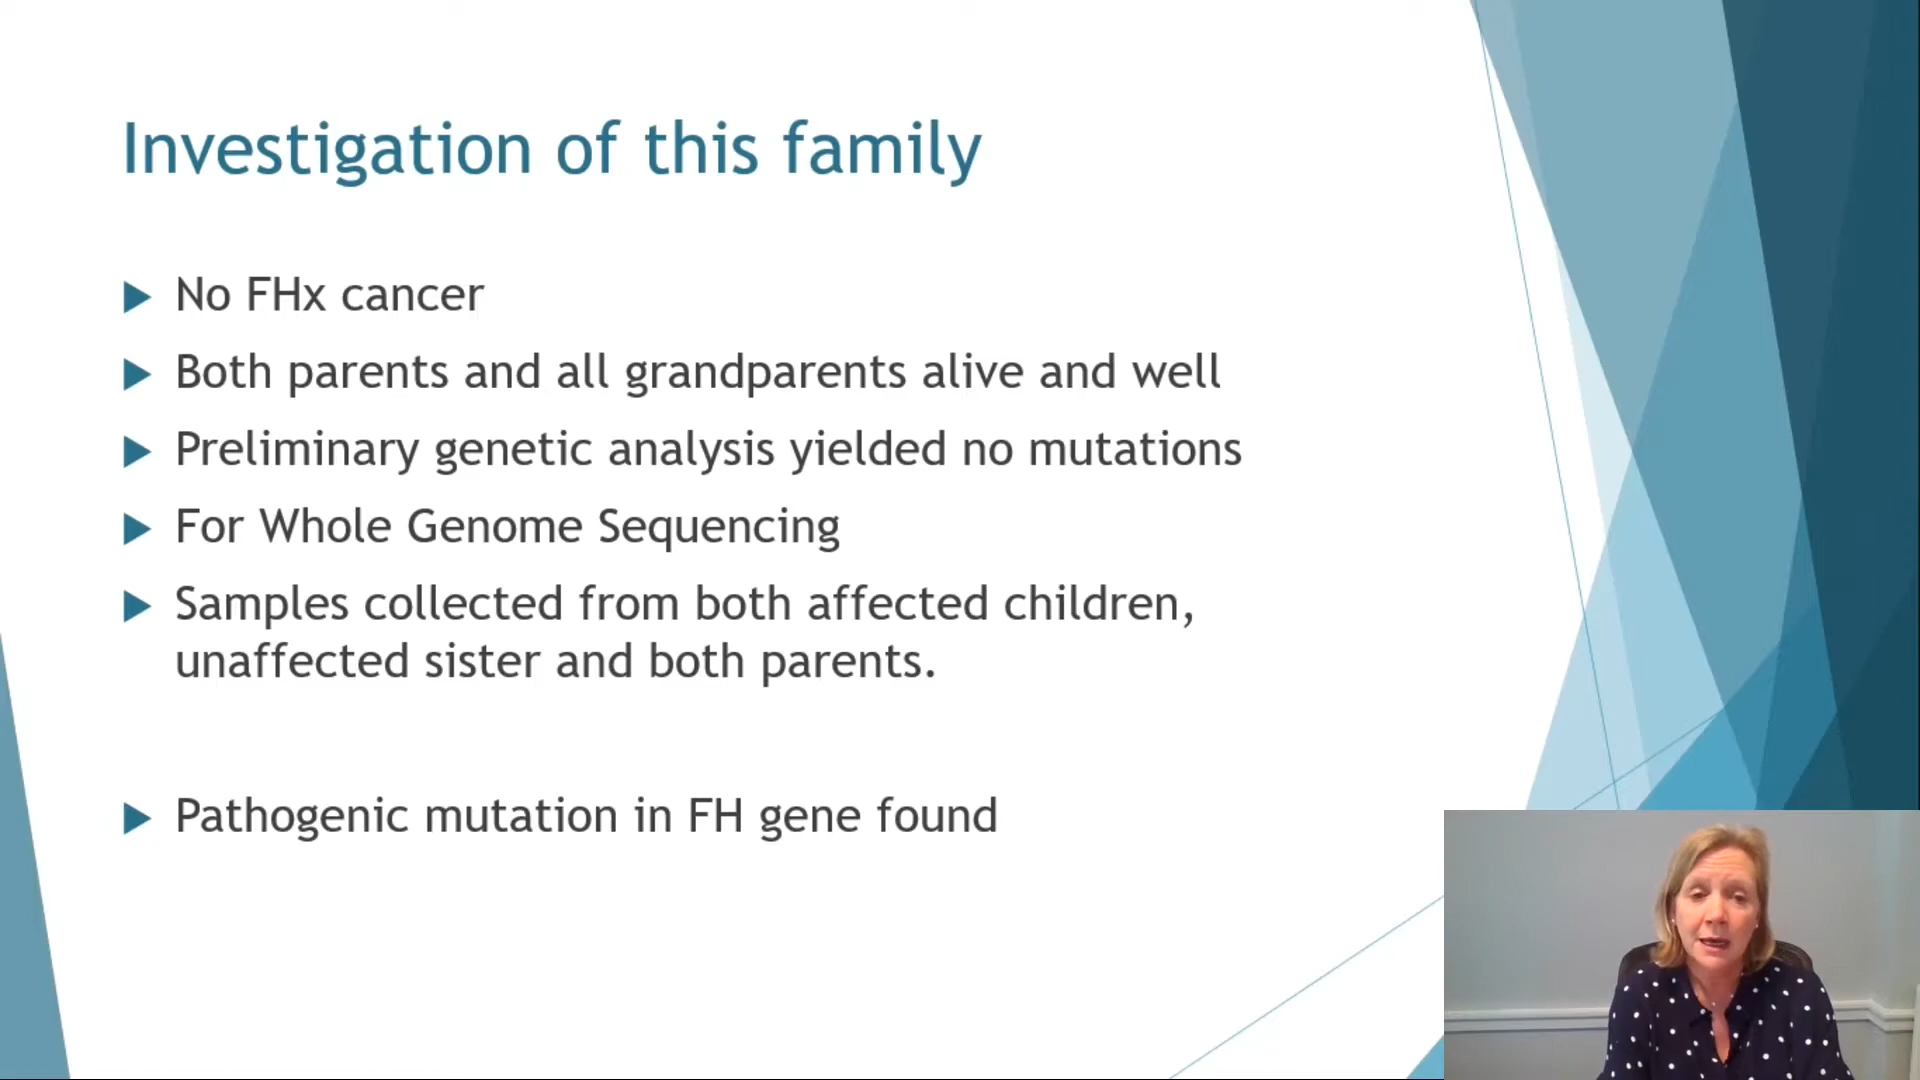 Investigation of this family
No FHx cancer
Both parents and all grandparents alive and well
Preliminary genetic analysis yielded no mutations
For Whole Genome Sequencing
Samples collected from both affected children,
unaffected sister and both parents.
Pathogenic mutation in FH gene found